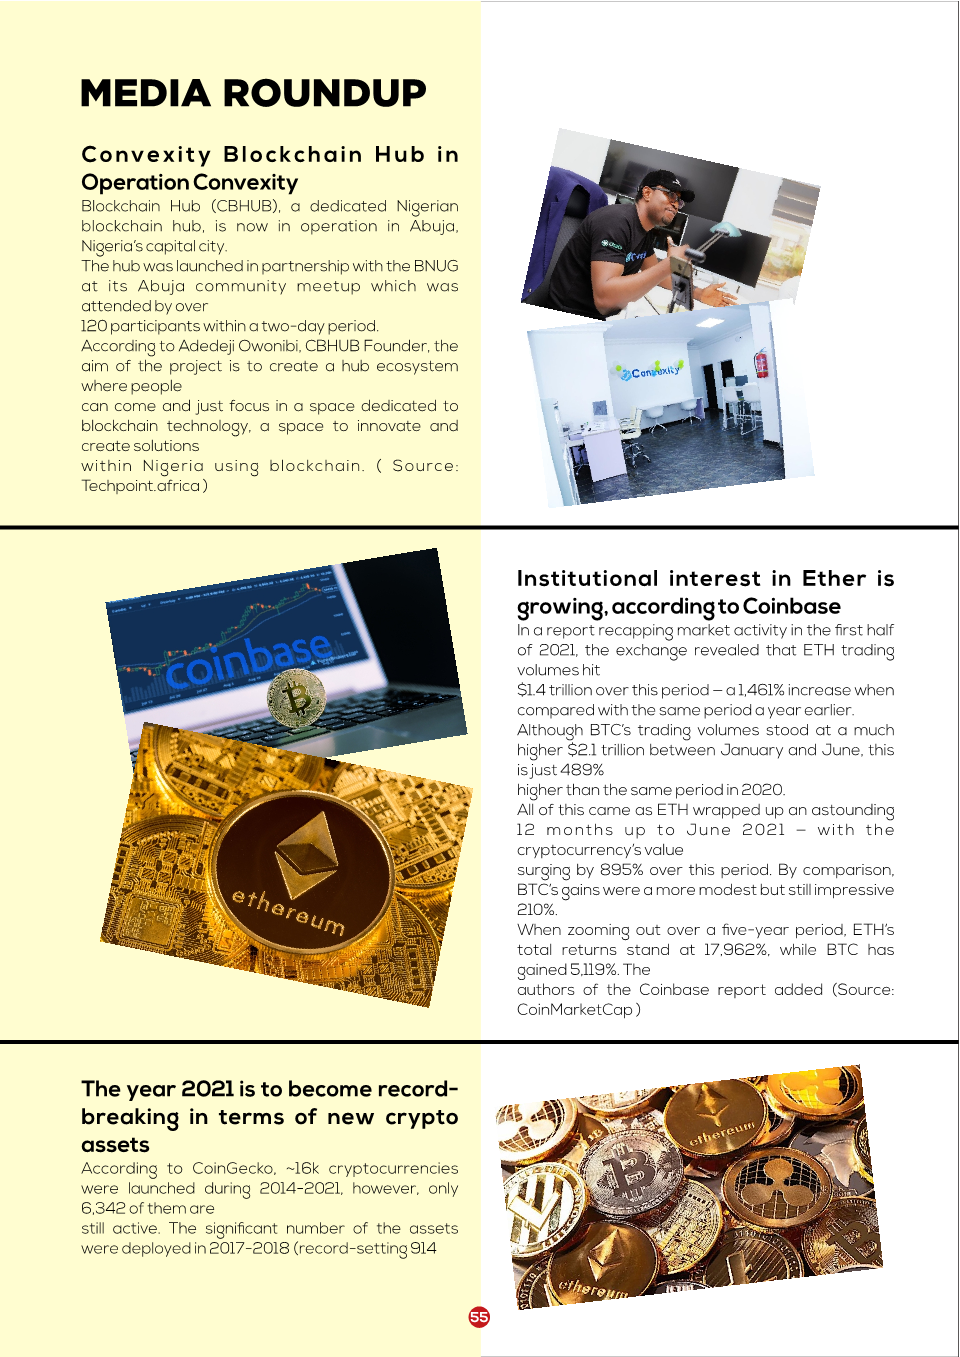 MEDIA ROUNDUP
Convexity Blockchain Hub in
Operation Convexity
Blockchain Hub (CBHUB), a dedicated Nigerian
blockchain hub, is now in operation in Abuja,
Nigeria's capital city.
The hub was launched in partnership with the BNUG
at its Abuja community meetup which was
attended by over
120 participants within a two-day period.
According to Adedeji Owonibi, CBHUB Founder, the
aim of the project is to create a hub ecosystem
where people
can come and just focus in a space dedicated to
blockchain technology, a space to innovate and
create solutions
within Nigeria using blockchain. ( Source:
Techpoint.africa )
Convexity
coinbase
ethereum
Institutional interest in Ether is
growing, according to Coinbase
In a report recapping market activity in the first half
of 2021, the exchange revealed that ETH trading
volumes hit
$1.4 trillion over this period – a 1,461% increase when
compared with the same period a year earlier.
Although BTC's trading volumes stood at a much
higher $2.1 trillion between January and June, this
is just 489%
higher than the same period in 2020.
All of this came as ETH wrapped up an astounding
12 months up to June 2021 – with the
cryptocurrency's value
surging by 895% over this period. By comparison,
BTC's gains were a more modest but still impressive
210%.
When zooming out over a five-year period, ETH's
total returns stand at 17,962%, while BTC has
gained 5,119%. The
authors of the Coinbase report added (Source:
CoinMarketCap )
The year 2021 is to become record-
breaking in terms of new crypto
assets
According to CoinGecko, ~16k cryptocurrencies
were launched during 2014-2021, however, only
6,342 of them are
still active. The significant number of the assets
were deployed in 2017-2018 (record-setting 914
ethereum
ethereum
55